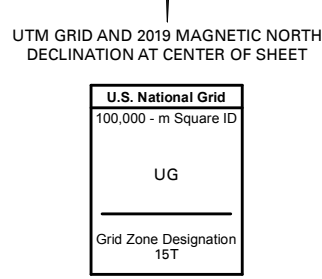 UTM GRID AND 2019 MAGNETIC NORTH
DECLINATION AT CENTER OF SHEET
U.S. National Grid
100,000 - m Square ID
UG
Grid Zone Designation
15T